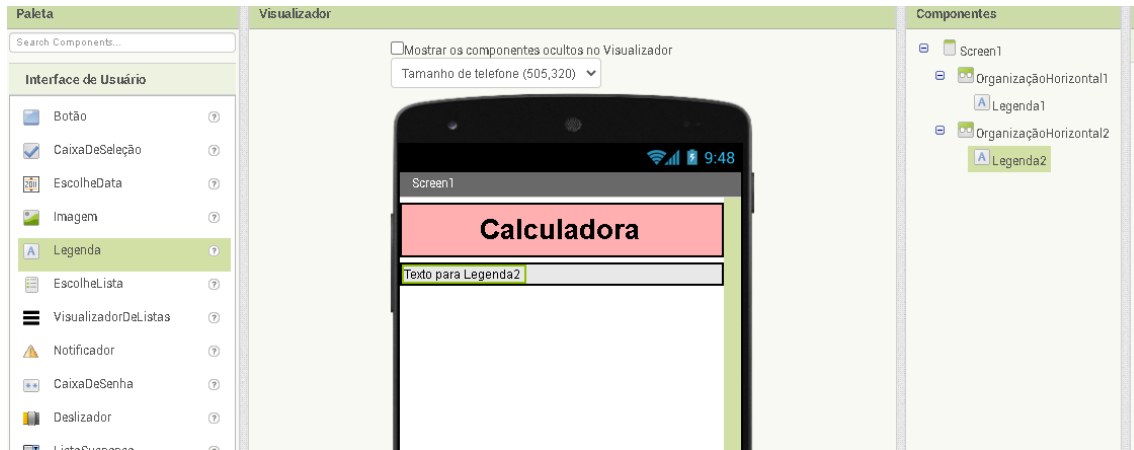 Paleta
Search Components...
Interface de Usuário
Botão
CaixaDeSeleção
EscolheData
Imagem
Legenda
EscolheLista
VisualizadorDeListas
Notificador
CaixaDeSenha
Deslizador
Visualizador
Mostrar os componentes ocultos no Visualizador
Tamanho de telefone (505,320)
9:48
Screen1
Calculadora
Texto para Legenda2
Componentes
Screen1
OrganizaçãoHorizontal1
Legenda1
OrganizaçãoHorizontal2
Legenda2